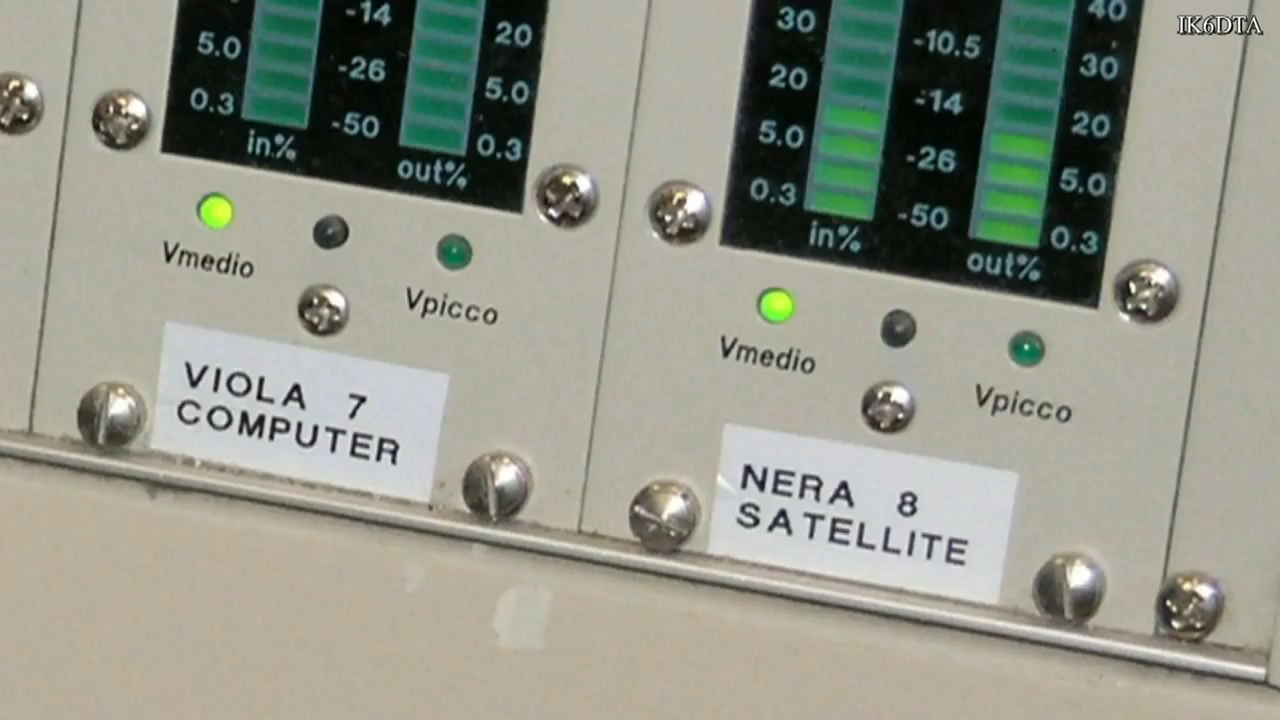 IK6DTA
-14
20
5.0
-26
5.0
0.3
-50
0.3
in%
out%
Vmedio
Vpicco
VIOLA 7
COMPUTER
40
30
-10.5
30
20
-14
20
5.0
-26
5.0
0.3
-50
0.3
in%
out%
Vmedio
Vpicco
NERA 8
SATELLITE